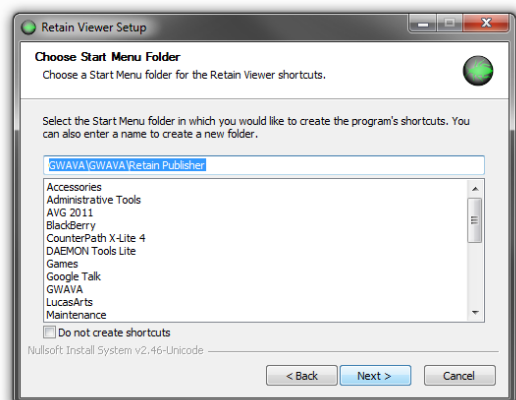 Retain Viewer Setup
Choose Start Menu Folder
Choose a Start Menu folder for the Retain Viewer shortcuts.
Select the Start Menu folder in which you would like to create the program's shortcuts. You
can also enter a name to create a new folder.
GWAVA\GWAVA\Retain Publisher
Accessories
Administrative Tools
AVG 2011
BlackBerry
CounterPath X-Lite 4
DAEMON Tools Lite
Games
Google Talk
GWAVA
LucasArts
Maintenance
Do not create shortcuts
Nullsoft Install System v2.46-Unicode
< Back Next > Cancel